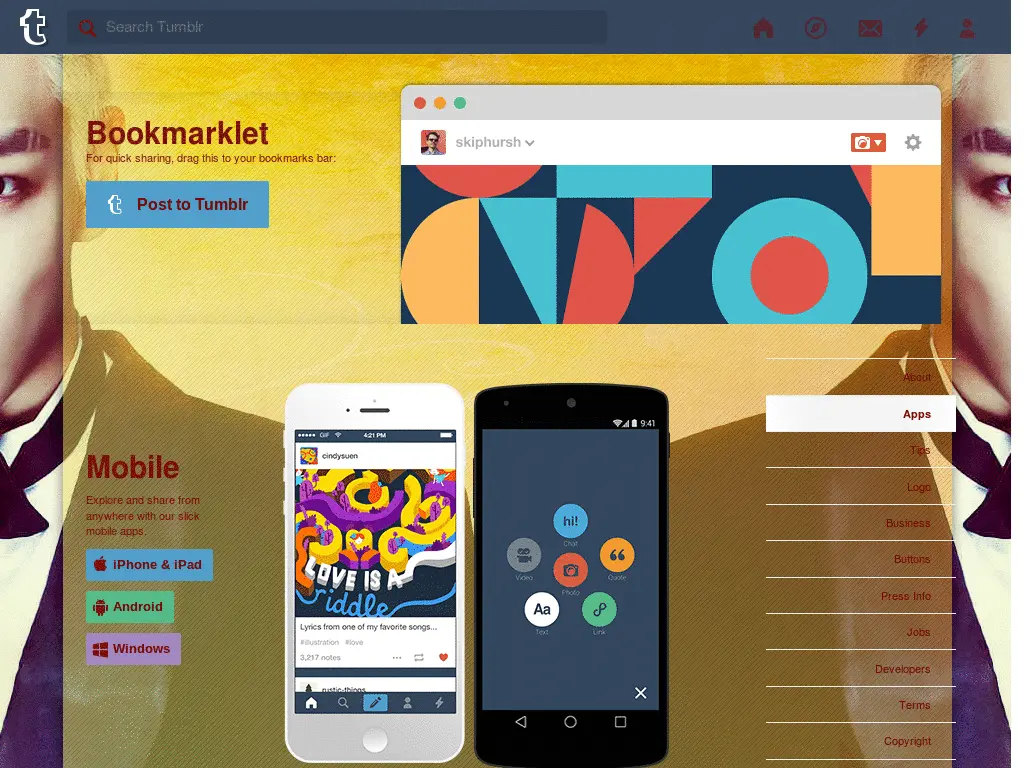 t Search Tumblr
Bookmarklet
For quick sharing, drag this to your bookmarks bar:
t Post to Tumblr
skiphursh
About
Apps
Tips
Logo
Business
Buttons
Press Info
Jobs
Developers
Terms
Copyright
Mobile
Explore and share from
anywhere with our slick
mobile apps.
iPhone & iPad
Android
Windows
GIF 4:21 PM
cindysuen
LOVE IS A
riddle
Lyrics from one of my favorite songs...
#illustration #love
3,217 notes
rustic-things
9:41
hi!
Chat
Video
Photo
Quote
Aa
Text
Link